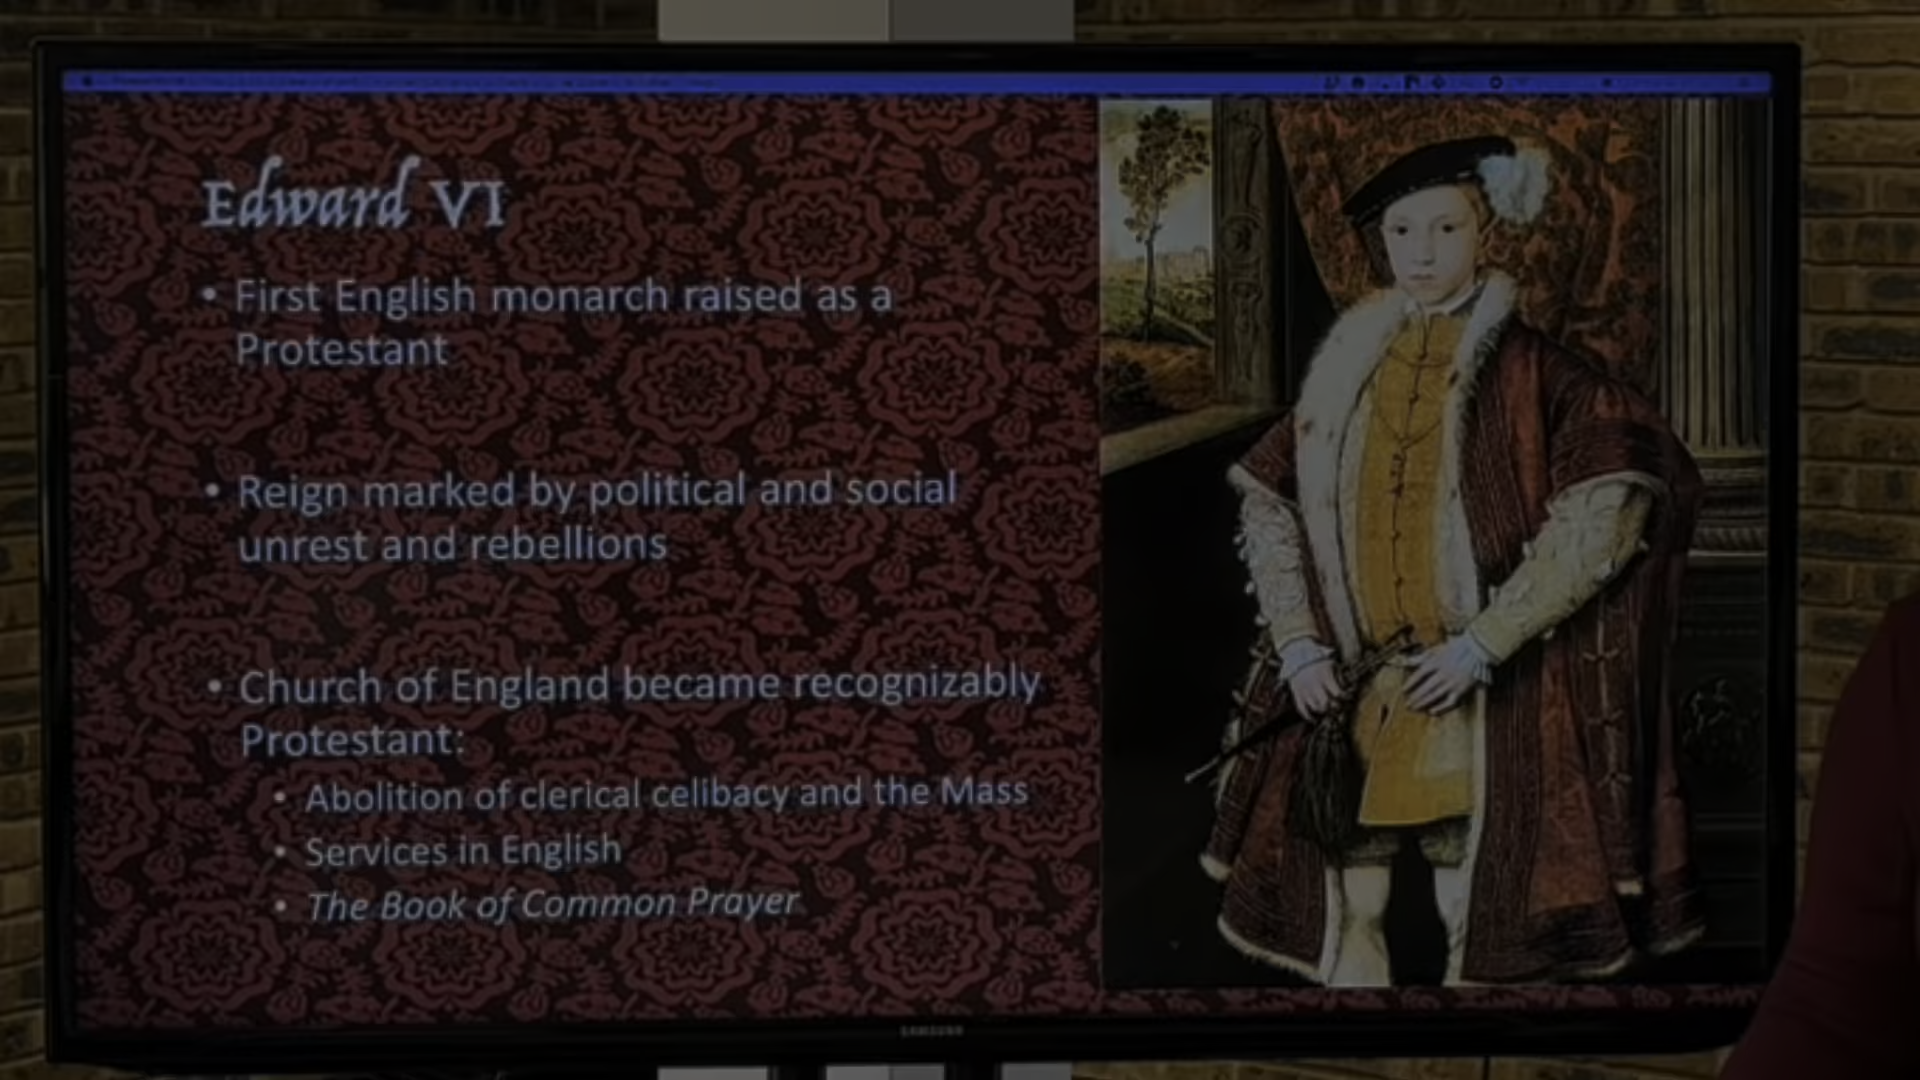 Edward VI
• First English monarch raised as a
Protestant
• Reign marked by political and social
unrest and rebellions
• Church of England became recognizably
Protestant:
• Abolition of clerical celibacy and the Mass
• Services in English
• The Book of Common Prayer
SAMSUNG